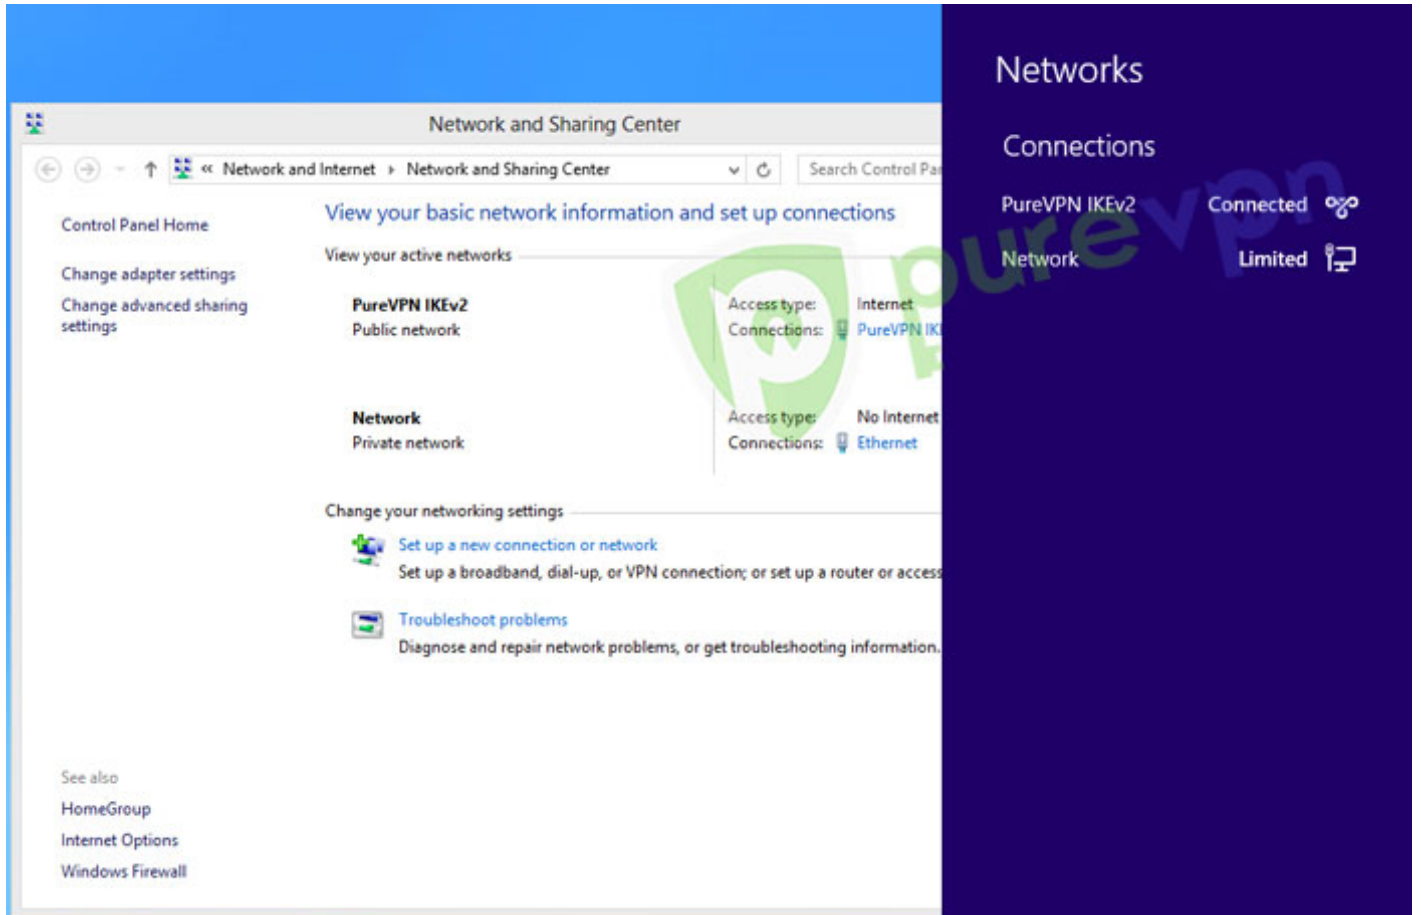 Network and Sharing Center
« Network and Internet ▸ Network and Sharing Center
Search Control Pa
Control Panel Home
Change adapter settings
Change advanced sharing
settings
View your basic network information and set up connections
View your active networks
PureVPN IKEv2
Public network
Access type: Internet
Connections: PureVPN IK
Network
Private network
Access type: No Internet
Connections: Ethernet
Change your networking settings
Set up a new connection or network
Set up a broadband, dial-up, or VPN connection; or set up a router or access
Troubleshoot problems
Diagnose and repair network problems, or get troubleshooting information.
See also
HomeGroup
Internet Options
Windows Firewall
Networks
Connections
PureVPN IKEv2 Connected
Network Limited
purevpn